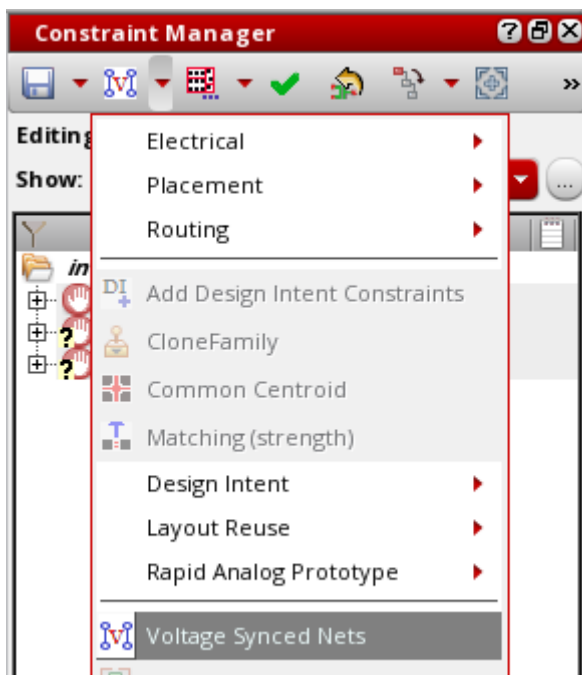 Constraint Manager
Editing
Show:
in
Electrical
Placement
Routing
Add Design Intent Constraints
CloneFamily
Common Centroid
Matching (strength)
Design Intent
Layout Reuse
Rapid Analog Prototype
Voltage Synced Nets